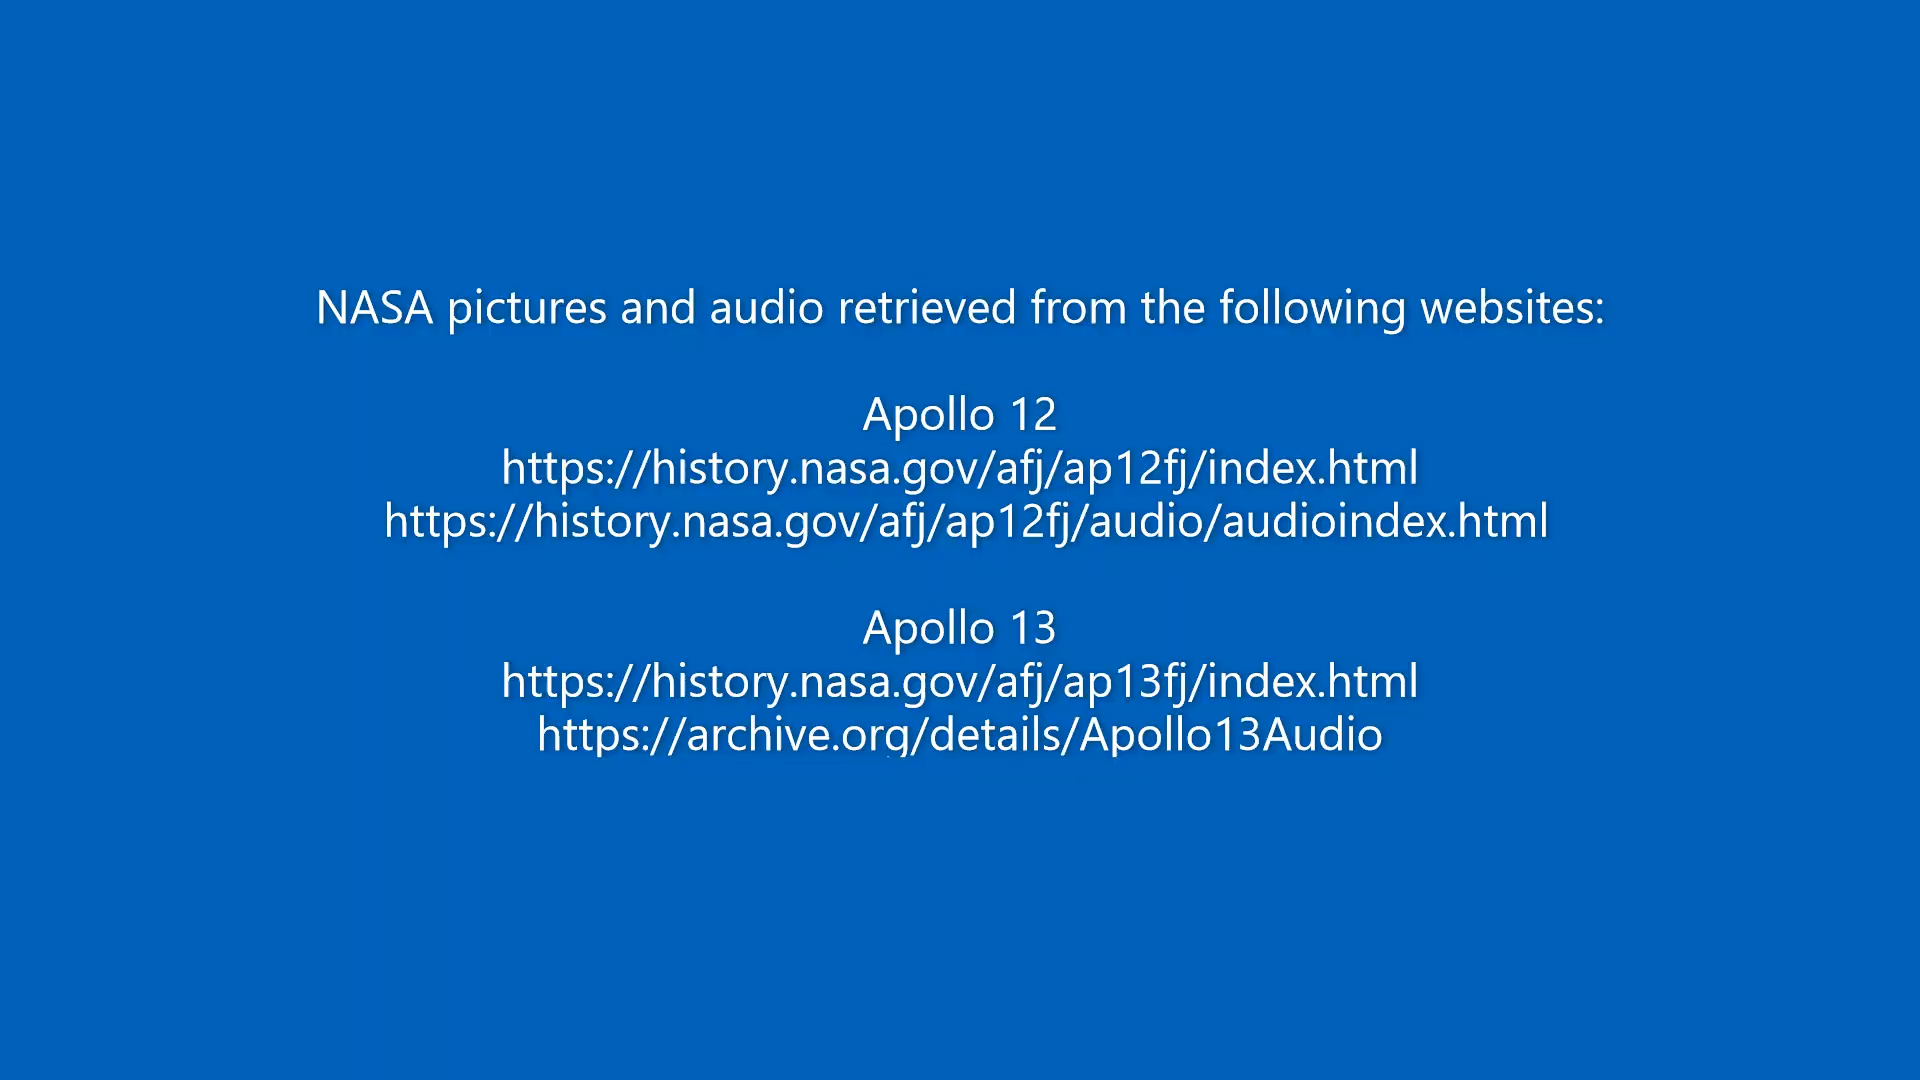 NASA pictures and audio retrieved from the following websites:
Apollo 12
https://history.nasa.gov/afj/ap12fj/index.html
https://history.nasa.gov/afj/ap12fj/audio/audioindex.html
Apollo 13
https://history.nasa.gov/afj/ap13fj/index.html
https://archive.org/details/Apollo13Audio